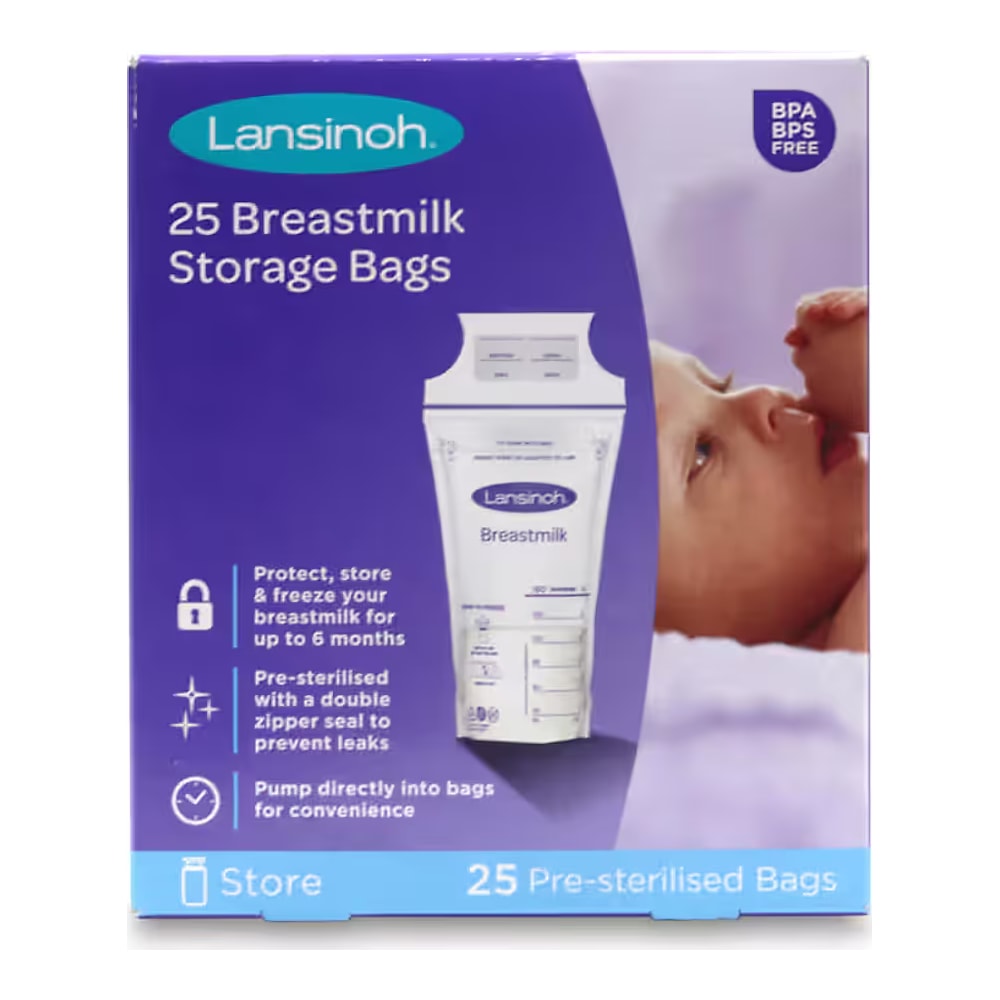 Lansinoh®
BPA
BPS
FREE
25 Breastmilk
Storage Bags
Lansinoh
Breastmilk
Protect, store
& freeze your
breastmilk for
up to 6 months
Pre-sterilised
with a double
zipper seal to
prevent leaks
Pump directly into bags
for convenience
Store
25 Pre-sterilised Bags